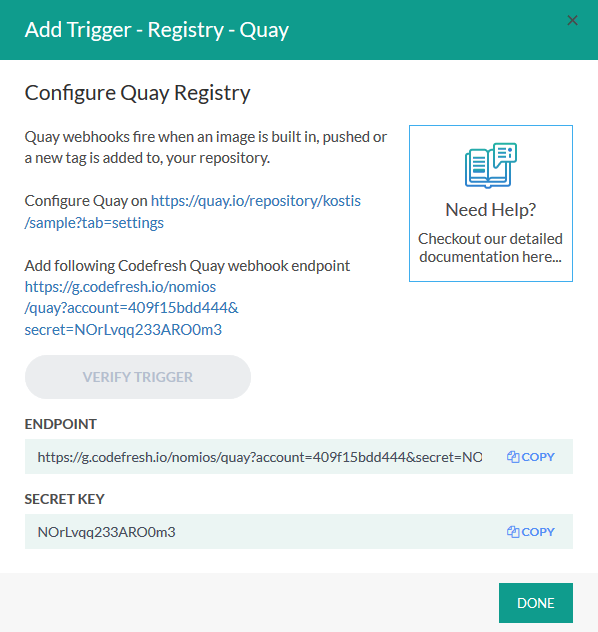 Add Trigger - Registry - Quay
×
Configure Quay Registry
Quay webhooks fire when an image is built in, pushed or
a new tag is added to, your repository.
Configure Quay on https://quay.io/repository/kostis
/sample?tab=settings
Add following Codefresh Quay webhook endpoint
https://g.codefresh.io/nomios
/quay?account=409f15bdd444&
secret=NOrLvqq233ARO0m3
Need Help?
Checkout our detailed
documentation here...
VERIFY TRIGGER
ENDPOINT
https://g.codefresh.io/nomios/quay?account=409f15bdd444&secret=NO
COPY
SECRET KEY
NOrLvqq233ARO0m3
COPY
DONE